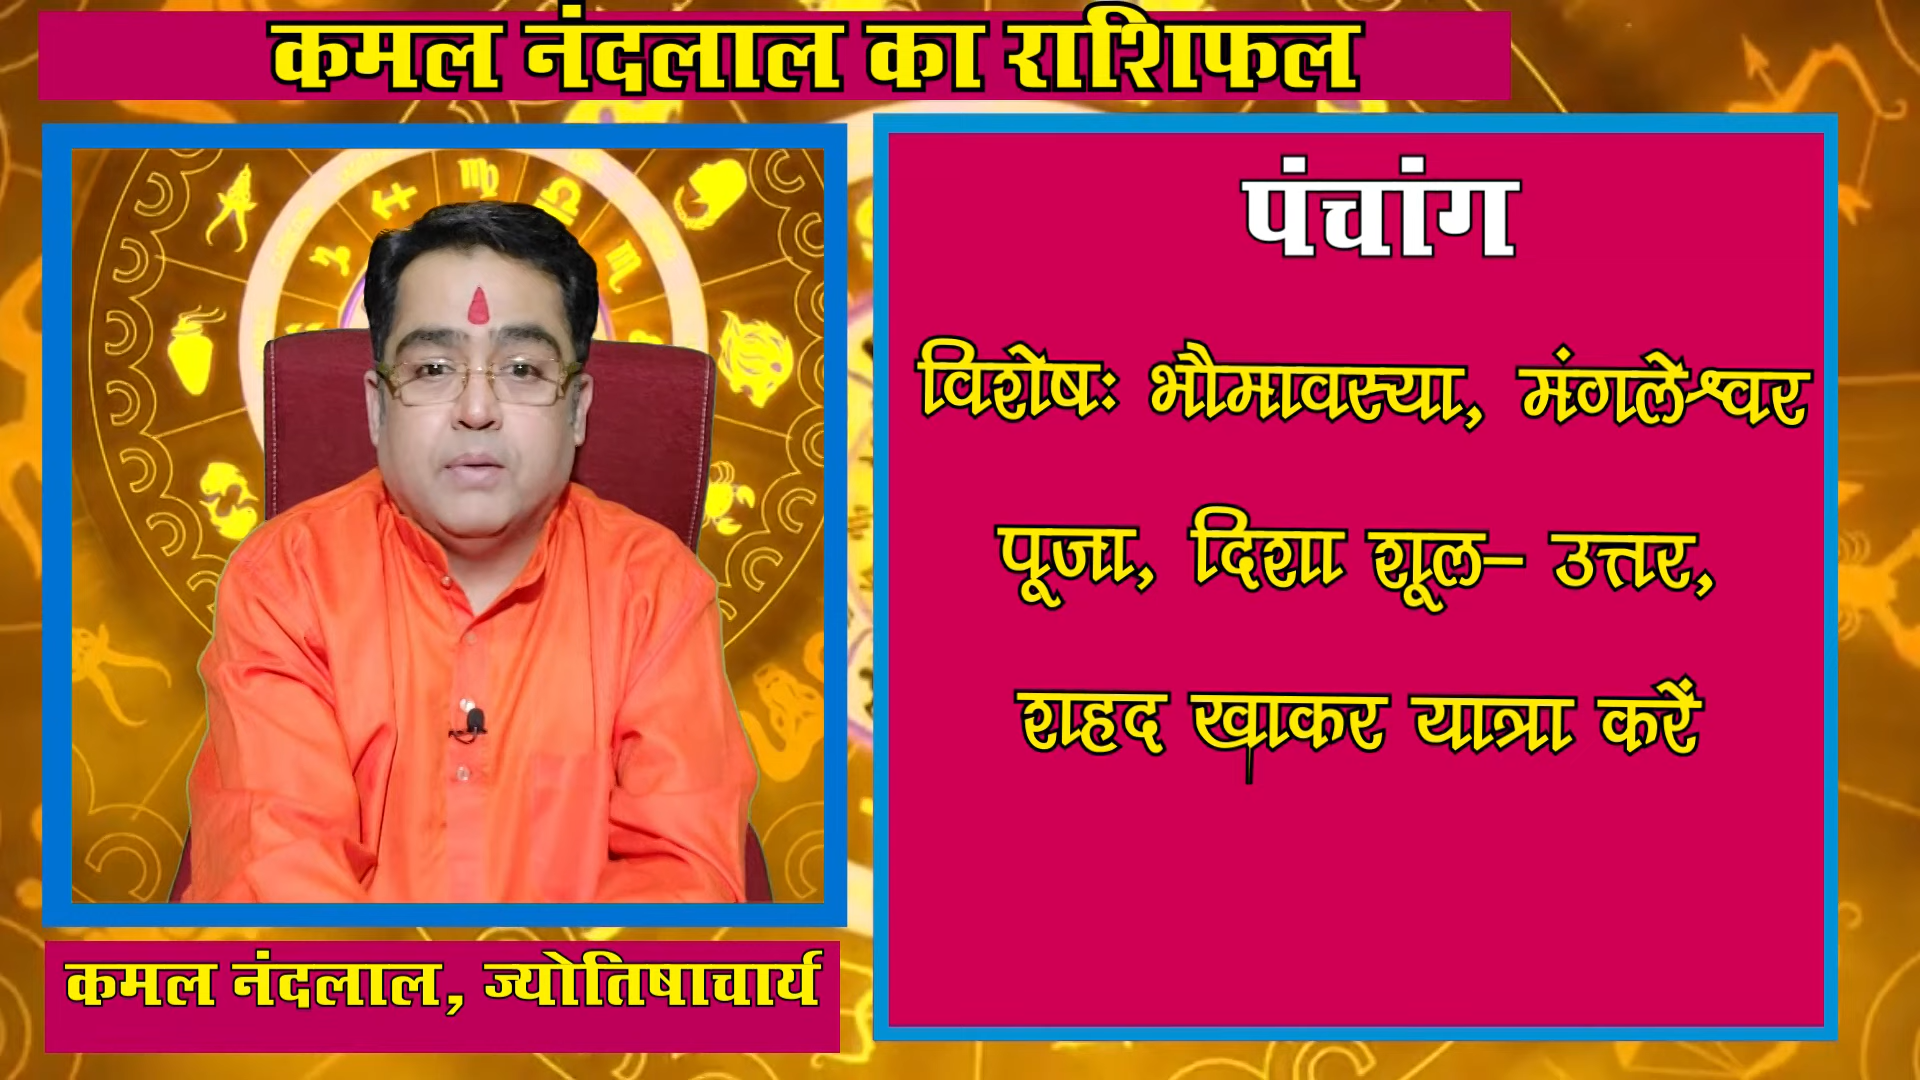 कमल नंदलाल का राशिफल
पंचांग
विशेषः भौमावस्या, मंगलेश्वर
पूजा, दिशा शूल– उत्तर,
शहद खाकर यात्रा करें
कमल नंदलाल, ज्योतिषाचार्य